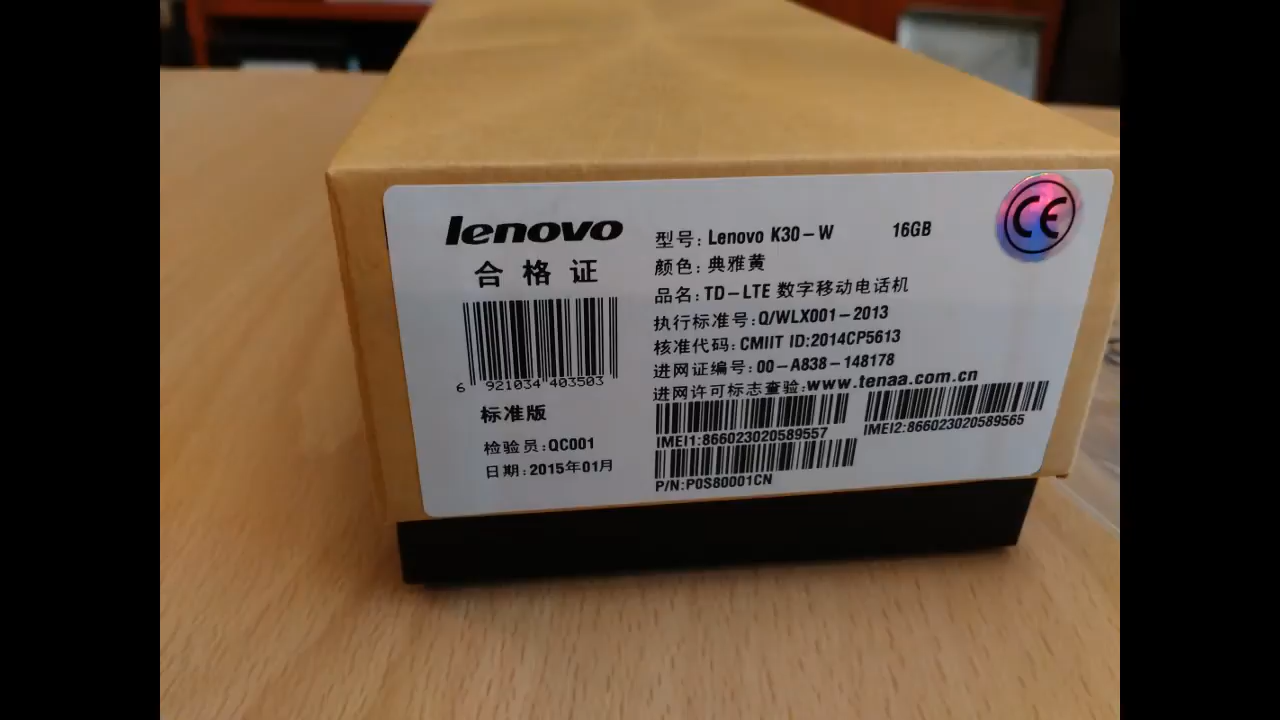 lenovo
合格证
6 921034 403503
标准版
检验员:QC001
日期:2015年01月
型号: Lenovo K30-W 16GB
颜色: 典雅黄
品名: TD-LTE 数字移动电话机
执行标准号: Q/WLX001-2013
核准代码: CMIIT ID:2014CP5613
进网证编号: 00-A838-148178
进网许可标志查验: www.tenaa.com.cn
IMEI1:866023020589557
IMEI2:866023020589565
P/N:P0S80001CN
CE